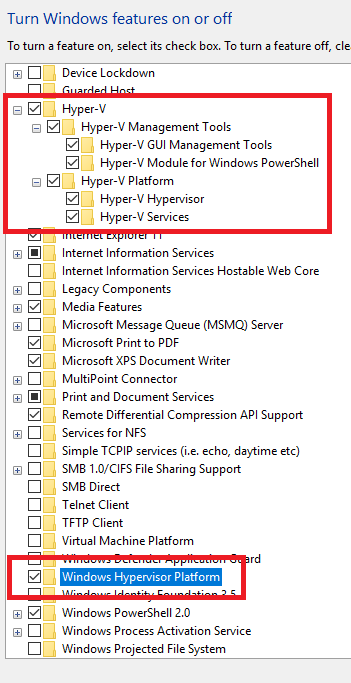 Turn Windows features on or off
To turn a feature on, select its check box. To turn a feature off, clea
Device Lockdown
Guarded Host
Hyper-V
Hyper-V Management Tools
Hyper-V GUI Management Tools
Hyper-V Module for Windows PowerShell
Hyper-V Platform
Hyper-V Hypervisor
Hyper-V Services
Internet Explorer 11
Internet Information Services
Internet Information Services Hostable Web Core
Legacy Components
Media Features
Microsoft Message Queue (MSMQ) Server
Microsoft Print to PDF
Microsoft XPS Document Writer
MultiPoint Connector
Print and Document Services
Remote Differential Compression API Support
Services for NFS
Simple TCPIP services (i.e. echo, daytime etc)
SMB 1.0/CIFS File Sharing Support
SMB Direct
Telnet Client
TFTP Client
Virtual Machine Platform
Windows Defender Application Guard
Windows Hypervisor Platform
Windows Identity Foundation 3.5
Windows PowerShell 2.0
Windows Process Activation Service
Windows Projected File System